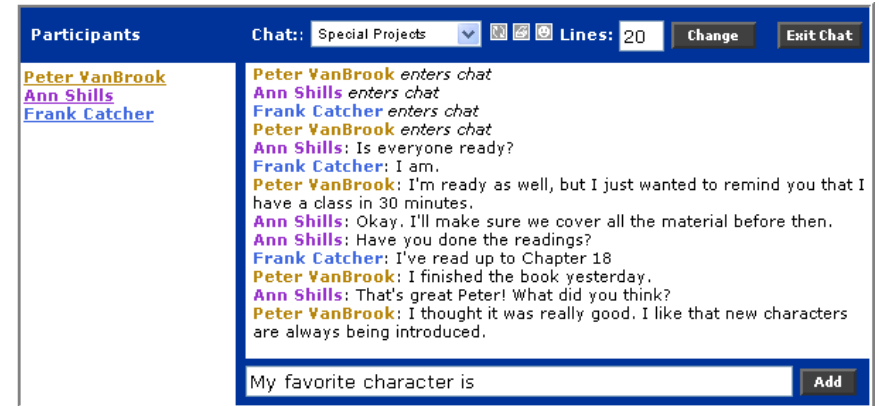 Participants
Chat:: Special Projects Lines: 20 Change Exit Chat
Peter VanBrook
Ann Shills
Frank Catcher
Peter VanBrook enters chat
Ann Shills enters chat
Frank Catcher enters chat
Peter VanBrook enters chat
Ann Shills: Is everyone ready?
Frank Catcher: I am.
Peter VanBrook: I'm ready as well, but I just wanted to remind you that I
have a class in 30 minutes.
Ann Shills: Okay. I'll make sure we cover all the material before then.
Ann Shills: Have you done the readings?
Frank Catcher: I've read up to Chapter 18
Peter VanBrook: I finished the book yesterday.
Ann Shills: That's great Peter! What did you think?
Peter VanBrook: I thought it was really good. I like that new characters
are always being introduced.
My favorite character is
Add